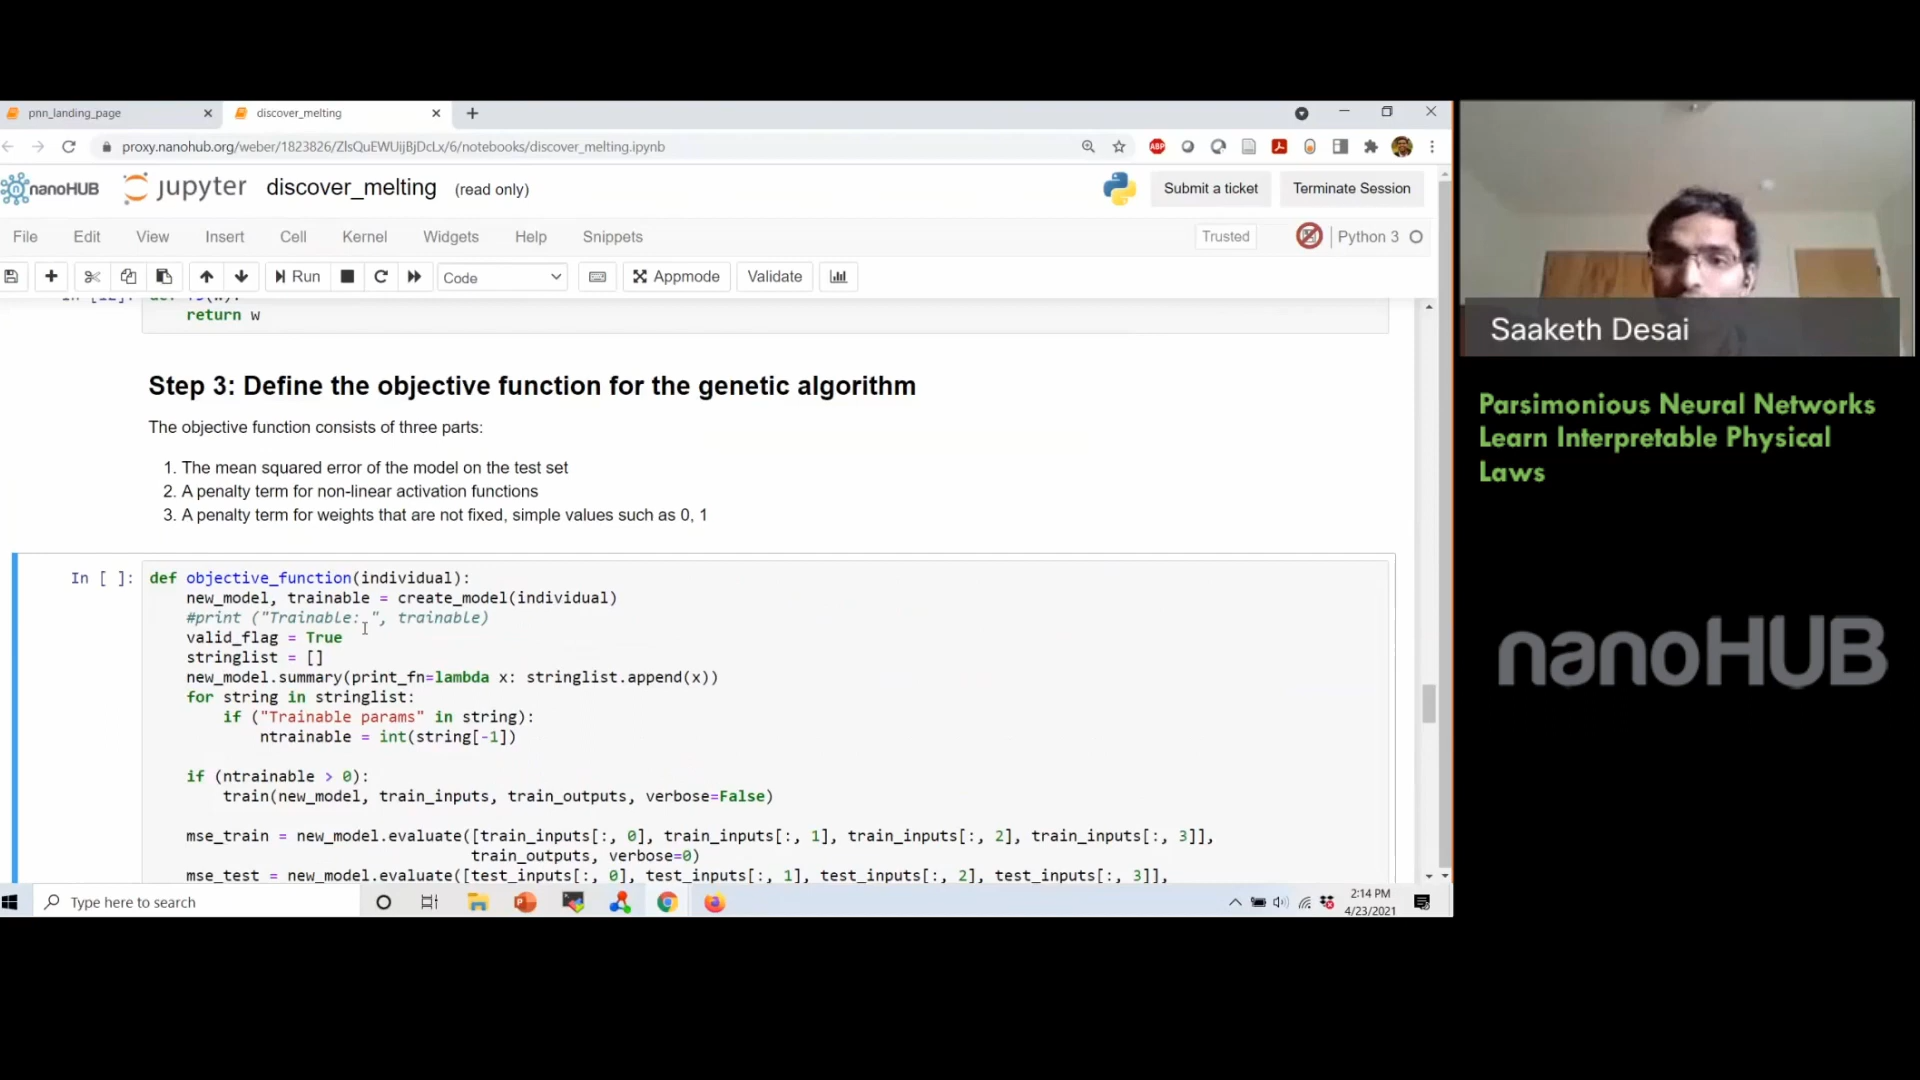 pnn_landing_page
discover_melting
proxy.nanohub.org/weber/1823826/ZlsQuEWUijBjDcLx/6/notebooks/discover_melting.ipynb
ABP
nanoHUB
jupyter
discover_melting
(read only)
Submit a ticket
Terminate Session
File Edit View Insert Cell Kernel Widgets Help Snippets
Trusted
Python 3
Run
Code
Appmode
Validate
return w
Step 3: Define the objective function for the genetic algorithm
The objective function consists of three parts:
1. The mean squared error of the model on the test set
2. A penalty term for non-linear activation functions
3. A penalty term for weights that are not fixed, simple values such as 0, 1
In [ ]:
def objective_function(individual):
new_model, trainable = create_model(individual)
#print ("Trainable: ", trainable)
valid_flag = True
stringlist = []
new_model.summary(print_fn=lambda x: stringlist.append(x))
for string in stringlist:
if ("Trainable params" in string):
ntrainable = int(string[-1])
if (ntrainable > 0):
train(new_model, train_inputs, train_outputs, verbose=False)
mse_train = new_model.evaluate([train_inputs[:, 0], train_inputs[:, 1], train_inputs[:, 2], train_inputs[:, 3]],
train_outputs, verbose=0)
mse_test = new_model.evaluate([test_inputs[:, 0], test_inputs[:, 1], test_inputs[:, 2], test_inputs[:, 3]],
Type here to search
2:14 PM
4/23/2021
Saaketh Desai
Parsimonious Neural Networks
Learn Interpretable Physical
Laws
nanoHUB